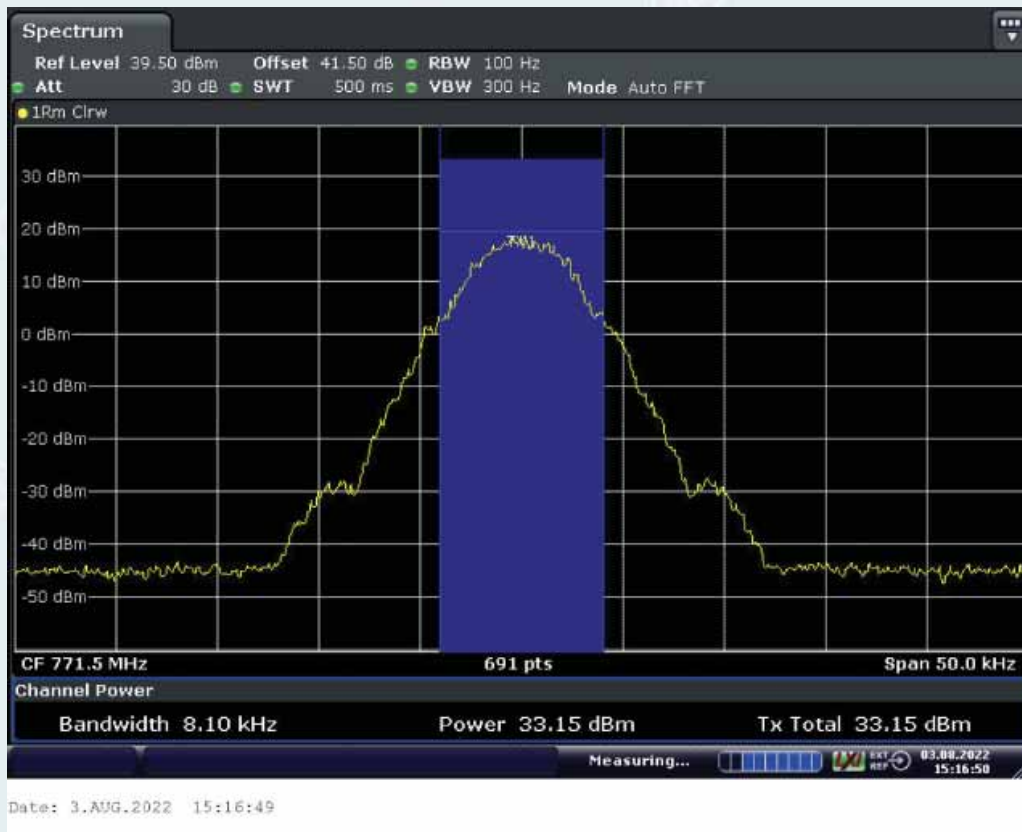 Spectrum
Ref Level 39.50 dBm Offset 41.50 dB RBW 100 Hz
Att 30 dB SWT 500 ms VBW 300 Hz Mode Auto FFT
1Rm Clrw
30 dBm
20 dBm
10 dBm
0 dBm
-10 dBm
-20 dBm
-30 dBm
-40 dBm
-50 dBm
CF 771.5 MHz 691 pts Span 50.0 kHz
Channel Power
Bandwidth 8.10 kHz Power 33.15 dBm Tx Total 33.15 dBm
Measuring... LXI EXT REF 03.08.2022
15:16:50
Date: 3.AUG.2022 15:16:49